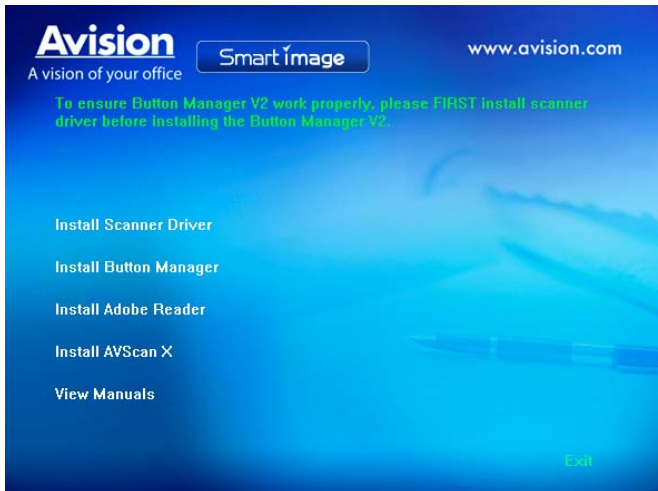 Avision
A vision of your office
Smart image
www.avision.com
To ensure Button Manager V2 work properly, please FIRST install scanner
driver before installing the Button Manager V2.
Install Scanner Driver
Install Button Manager
Install Adobe Reader
Install AVScan X
View Manuals
Exit